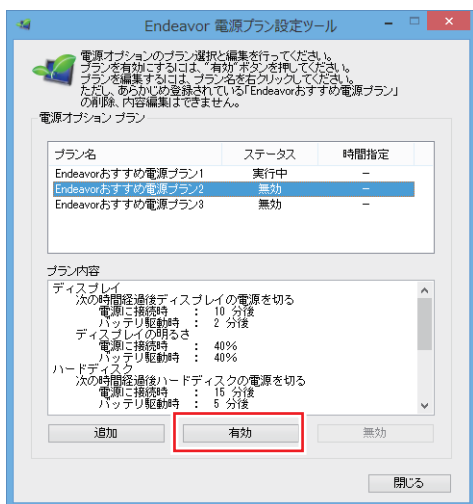 Endeavor 電源プラン設定ツール
電源オプションのプラン選択と編集を行ってください。
プランを有効にするには、"有効"ボタンを押してください。
プランを編集するには、プラン名を右クリックしてください。
ただし、あらかじめ登録されている「Endeavorおすすめ電源プラン」
の削除、内容編集はできません。
電源オプション プラン
プラン名 ステータス 時間指定
Endeavorおすすめ電源プラン1 実行中 −
Endeavorおすすめ電源プラン2 無効 −
Endeavorおすすめ電源プラン3 無効 −
プラン内容
ディスプレイ
次の時間経過後ディスプレイの電源を切る
電源に接続時 : 10 分後
バッテリ駆動時 : 2 分後
ディスプレイの明るさ
電源に接続時 : 40%
バッテリ駆動時 : 40%
ハードディスク
次の時間経過後ハードディスクの電源を切る
電源に接続時 : 15 分後
バッテリ駆動時 : 5 分後
追加 有効 無効
閉じる